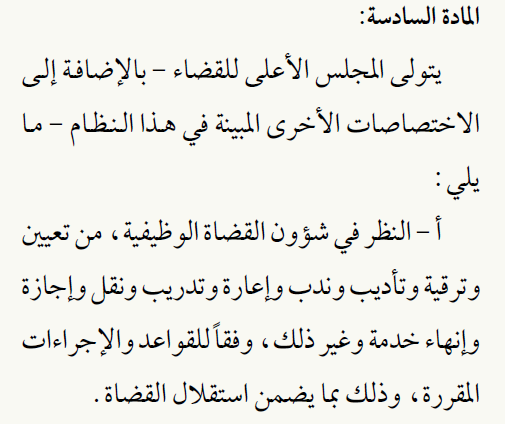 المادة السادسة:
يتولى المجلس الأعلى للقضاء – بالإضافة إلى
الاختصاصات الأخرى المبينة في هذا النظام – ما
يلي:
أ – النظر في شؤون القضاة الوظيفية، من تعيين
وترقية وتأديب وندب وإعارة وتدريب ونقل وإجازة
وإنهاء خدمة وغير ذلك، وفقاً للقواعد والإجراءات
المقررة، وذلك بما يضمن استقلال القضاة.